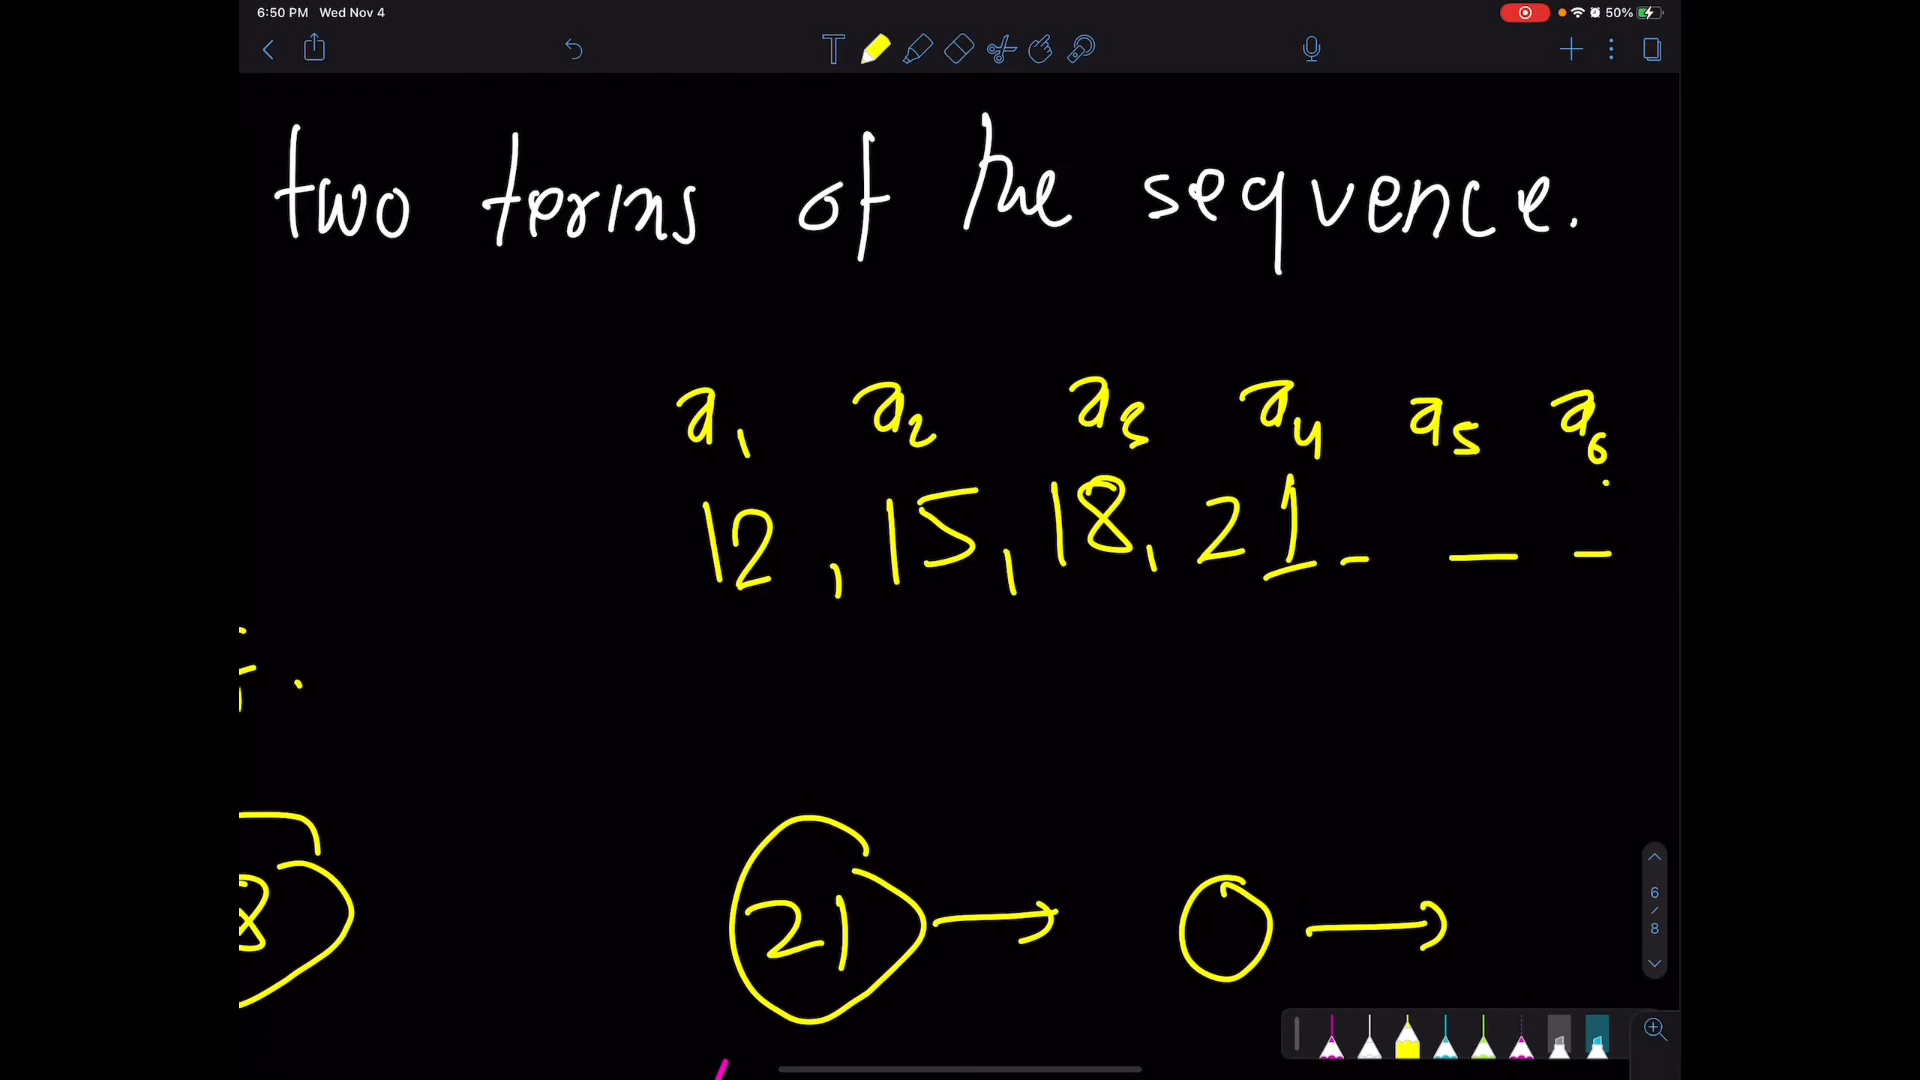 6:50 PM Wed Nov 4
50%
T
two terms of the sequence.
a1 a2 a3 a4 a5 a6
12, 15, 18, 21 - _ _
8
21
6
/
8